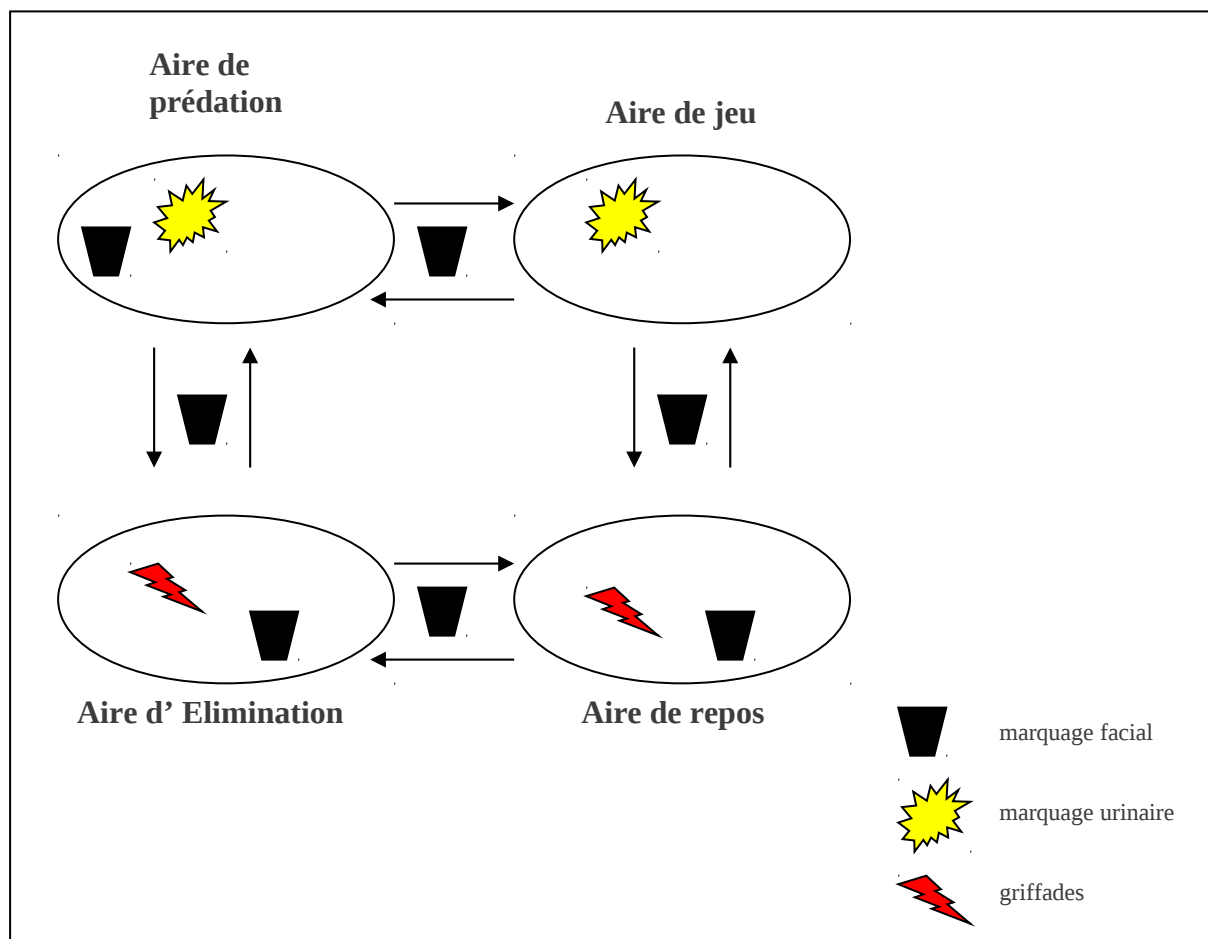 Aire de
prédation
Aire de jeu
Aire d’ Elimination
Aire de repos
marquage facial
marquage urinaire
griffades